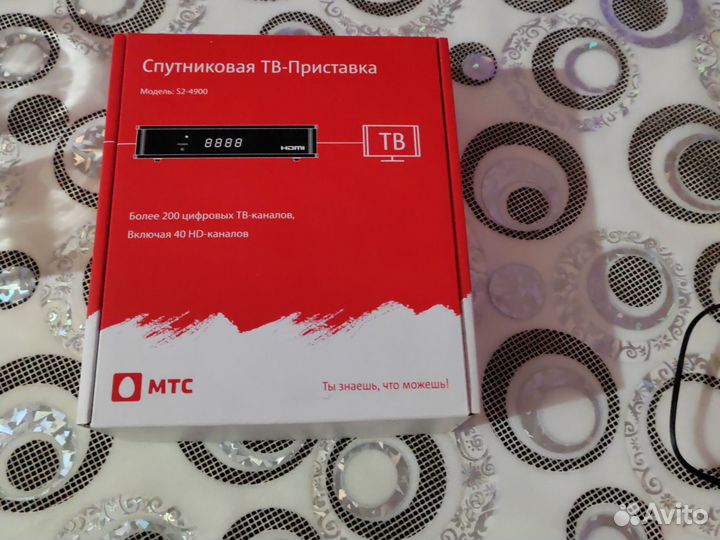 Спутниковая ТВ-Приставка
Модель: S2-4900
8888
HDMI
ТВ
Более 200 цифровых ТВ-каналов,
Включая 40 HD-каналов
МТС
Ты знаешь, что можешь!
Avito